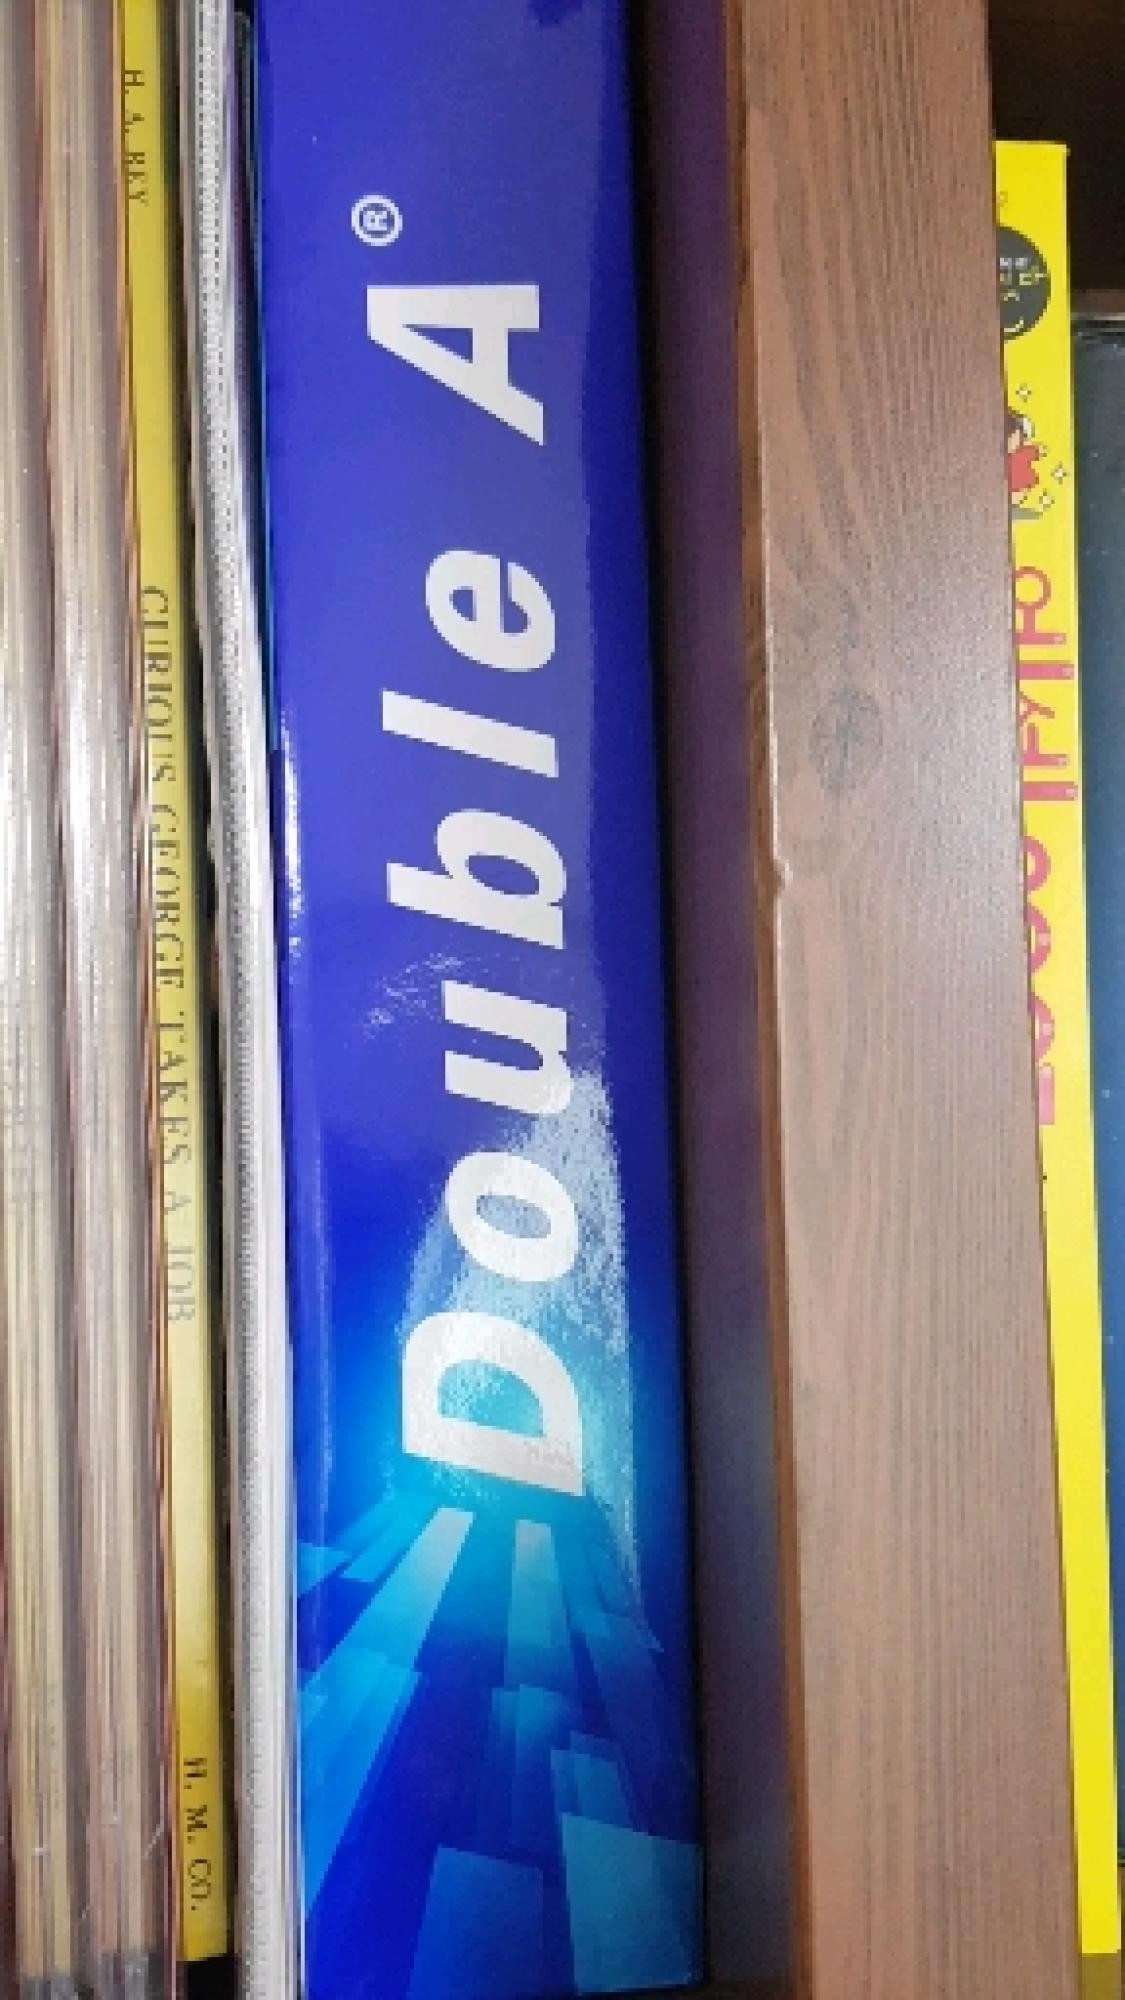 H. A. REY
CURIOUS GEORGE TAKES A JOB
H. M. CO.
Double A®